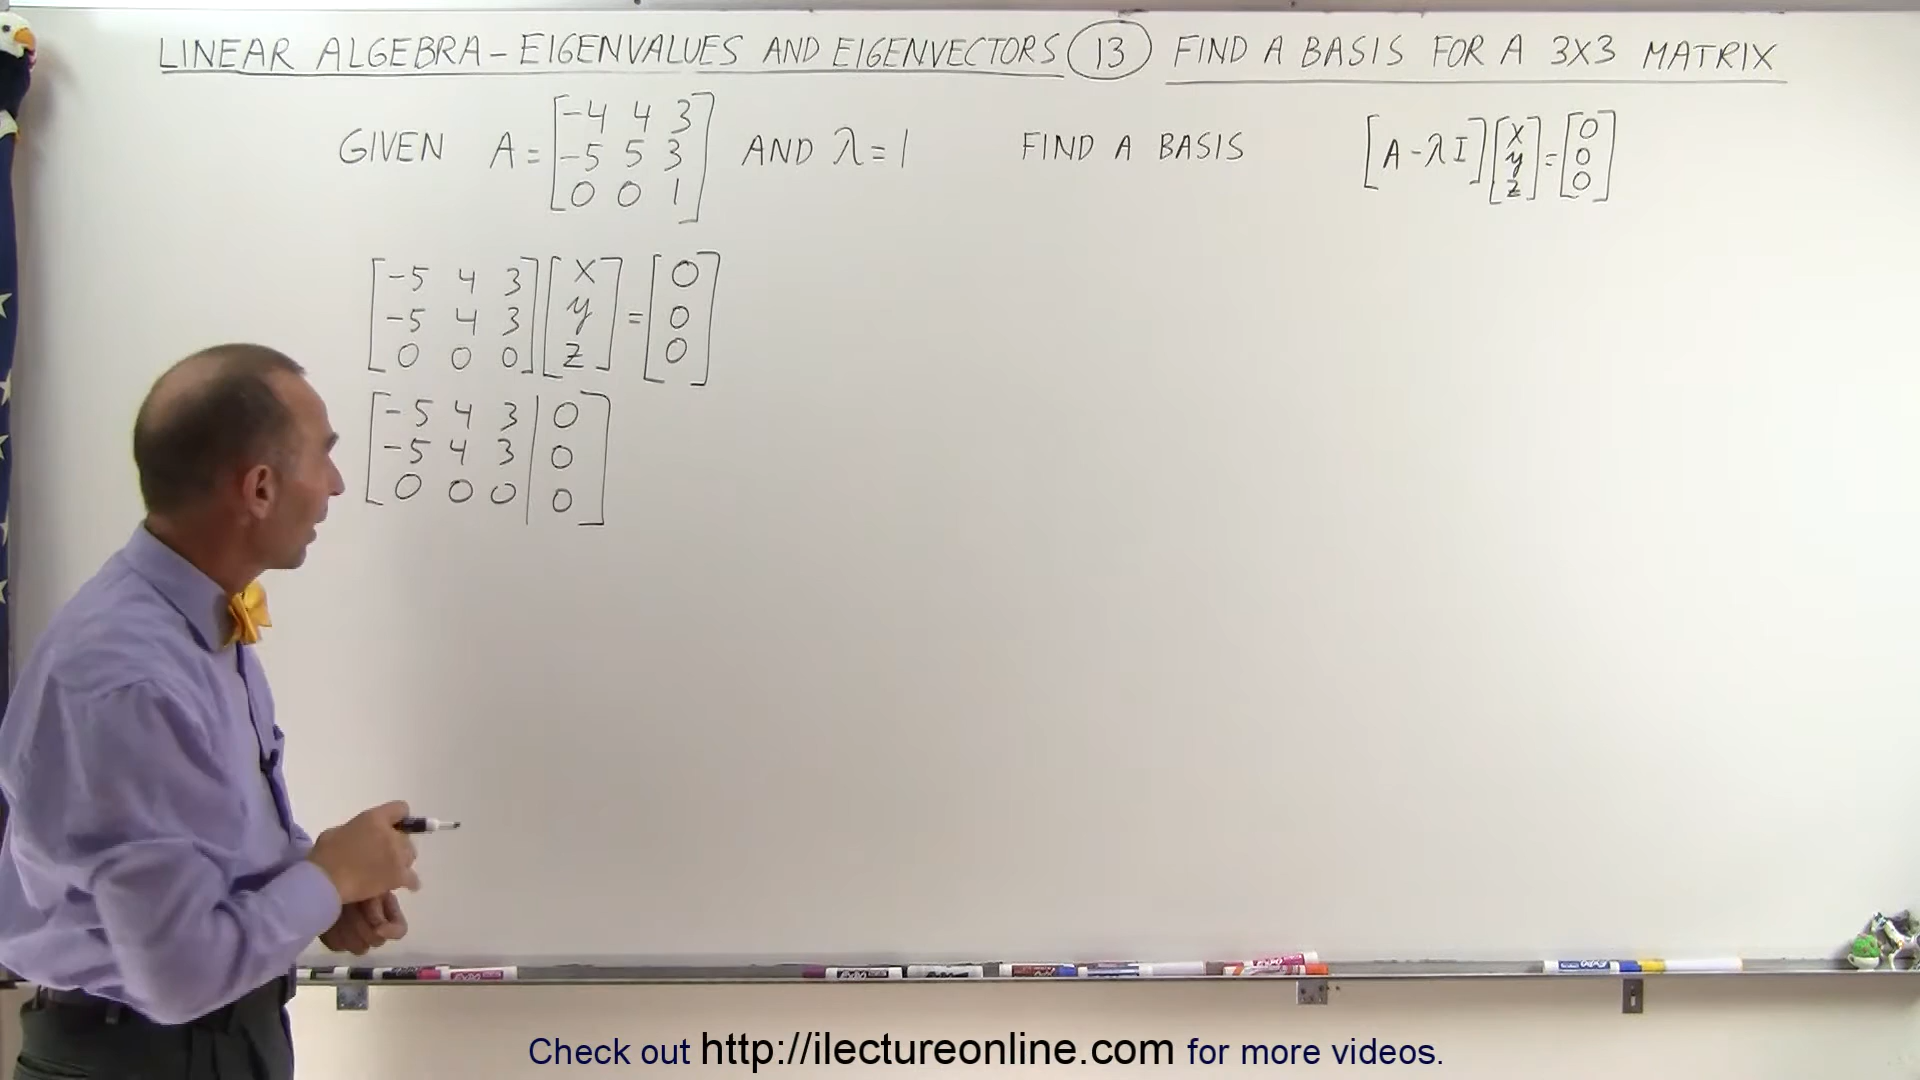 LINEAR ALGEBRA - EIGENVALUES AND EIGENVECTORS 13 FIND A BASIS FOR A 3X3 MATRIX
GIVEN A = [-4 4 3 AND λ = 1 FIND A BASIS [A - λI] [x y z] = [0 0 0]
-5 5 3
0 0 1]
[-5 4 3] [x] = [0]
[-5 4 3] [y] [0]
[0 0 0] [z] [0]
[-5 4 3 | 0]
[-5 4 3 | 0]
[0 0 0 | 0]
Check out http://ilectureonline.com for more videos.